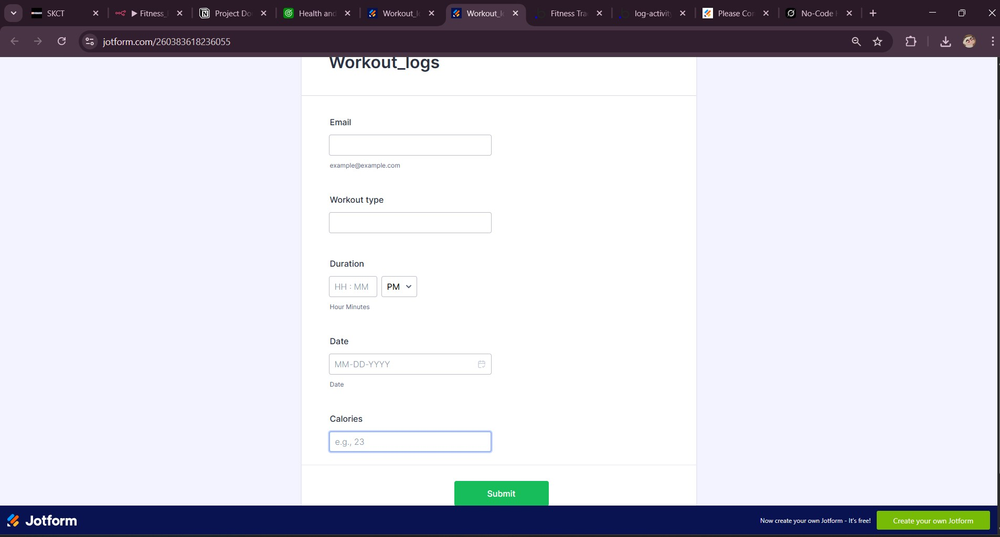 SKCT
Fitness_
Project Do
Health and
Workout_l
Workout_l
Fitness Tra
log-activity
Please Con
No-Code
jotform.com/260383618236055
Workout_logs
Email
example@example.com
Workout type
Duration
HH : MM
PM
Hour Minutes
Date
MM-DD-YYYY
Date
Calories
e.g., 23
Submit
Jotform
Now create your own Jotform - It's free!
Create your own Jotform